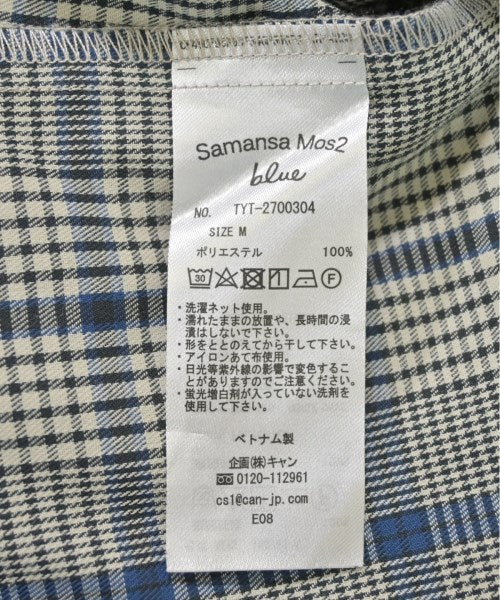 Samansa Mos2
blue
NO. TYT-2700304
SIZE M
ポリエステル 100%
30 F
・洗濯ネット使用。
・濡れたままの放置や、長時間の浸
漬はしないで下さい。
・形をととのえてから干して下さい。
・アイロンあて布使用。
・日光等紫外線の影響で変色するこ
とがありますのでご注意ください。
・蛍光増白剤が入っていない洗剤を
使用して下さい。
ベトナム製
企画(株)キャン
0120-112961
cs1@can-jp.com
E08